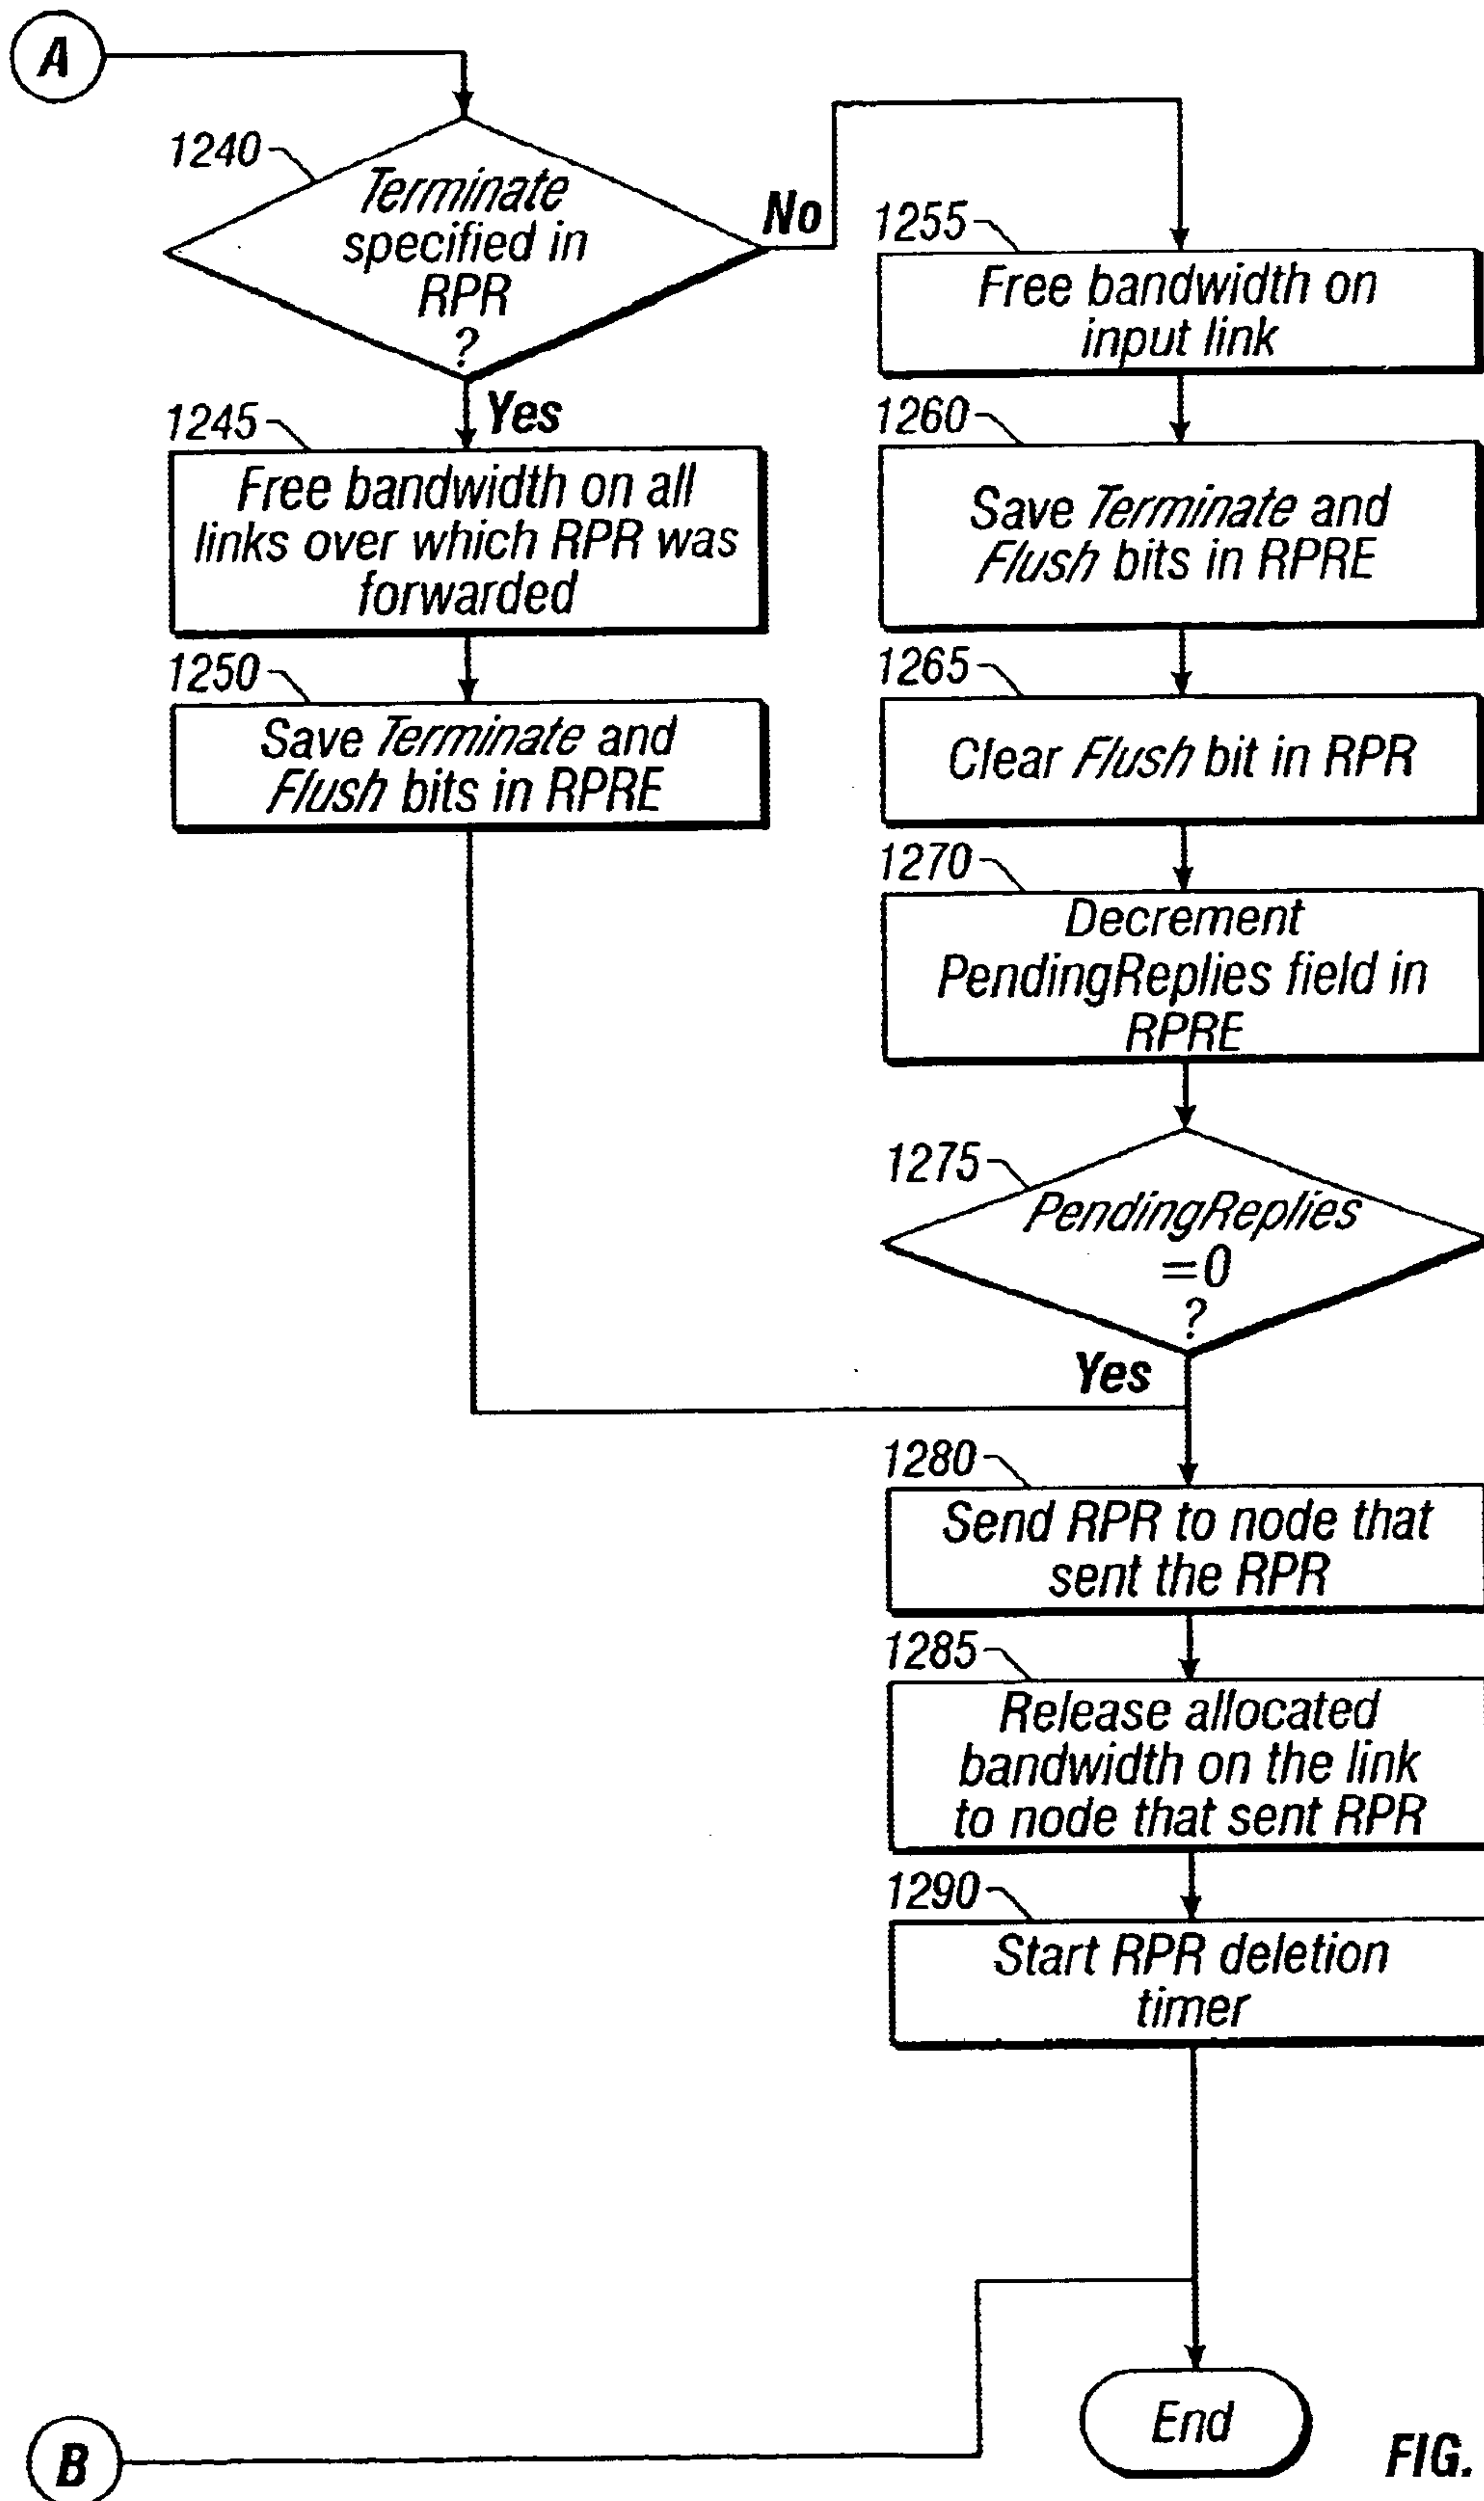 A
1240
Terminate
specified in
RPR
?
No
Yes
1245
Free bandwidth on all
links over which RPR was
forwarded
1250
Save Terminate and
Flush bits in RPRE
1255
Free bandwidth on
input link
1260
Save Terminate and
Flush bits in RPRE
1265
Clear Flush bit in RPR
1270
Decrement
PendingReplies field in
RPRE
1275
PendingReplies
=0
?
Yes
1280
Send RPR to node that
sent the RPR
1285
Release allocated
bandwidth on the link
to node that sent RPR
1290
Start RPR deletion
timer
End
B
FIG.